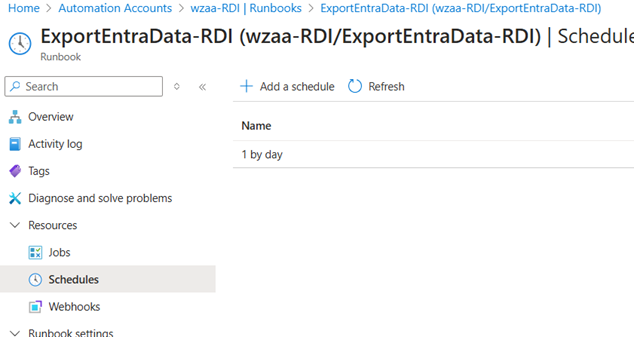 Home > Automation Accounts > wzaa-RDI | Runbooks > ExportEntraData-RDI (wzaa-RDI/ExportEntraData-RDI)
ExportEntraData-RDI (wzaa-RDI/ExportEntraData-RDI) | Schedule
Runbook
Search
Add a schedule
Refresh
Overview
Name
Activity log
1 by day
Tags
Diagnose and solve problems
Resources
Jobs
Schedules
Webhooks
Runbook settings